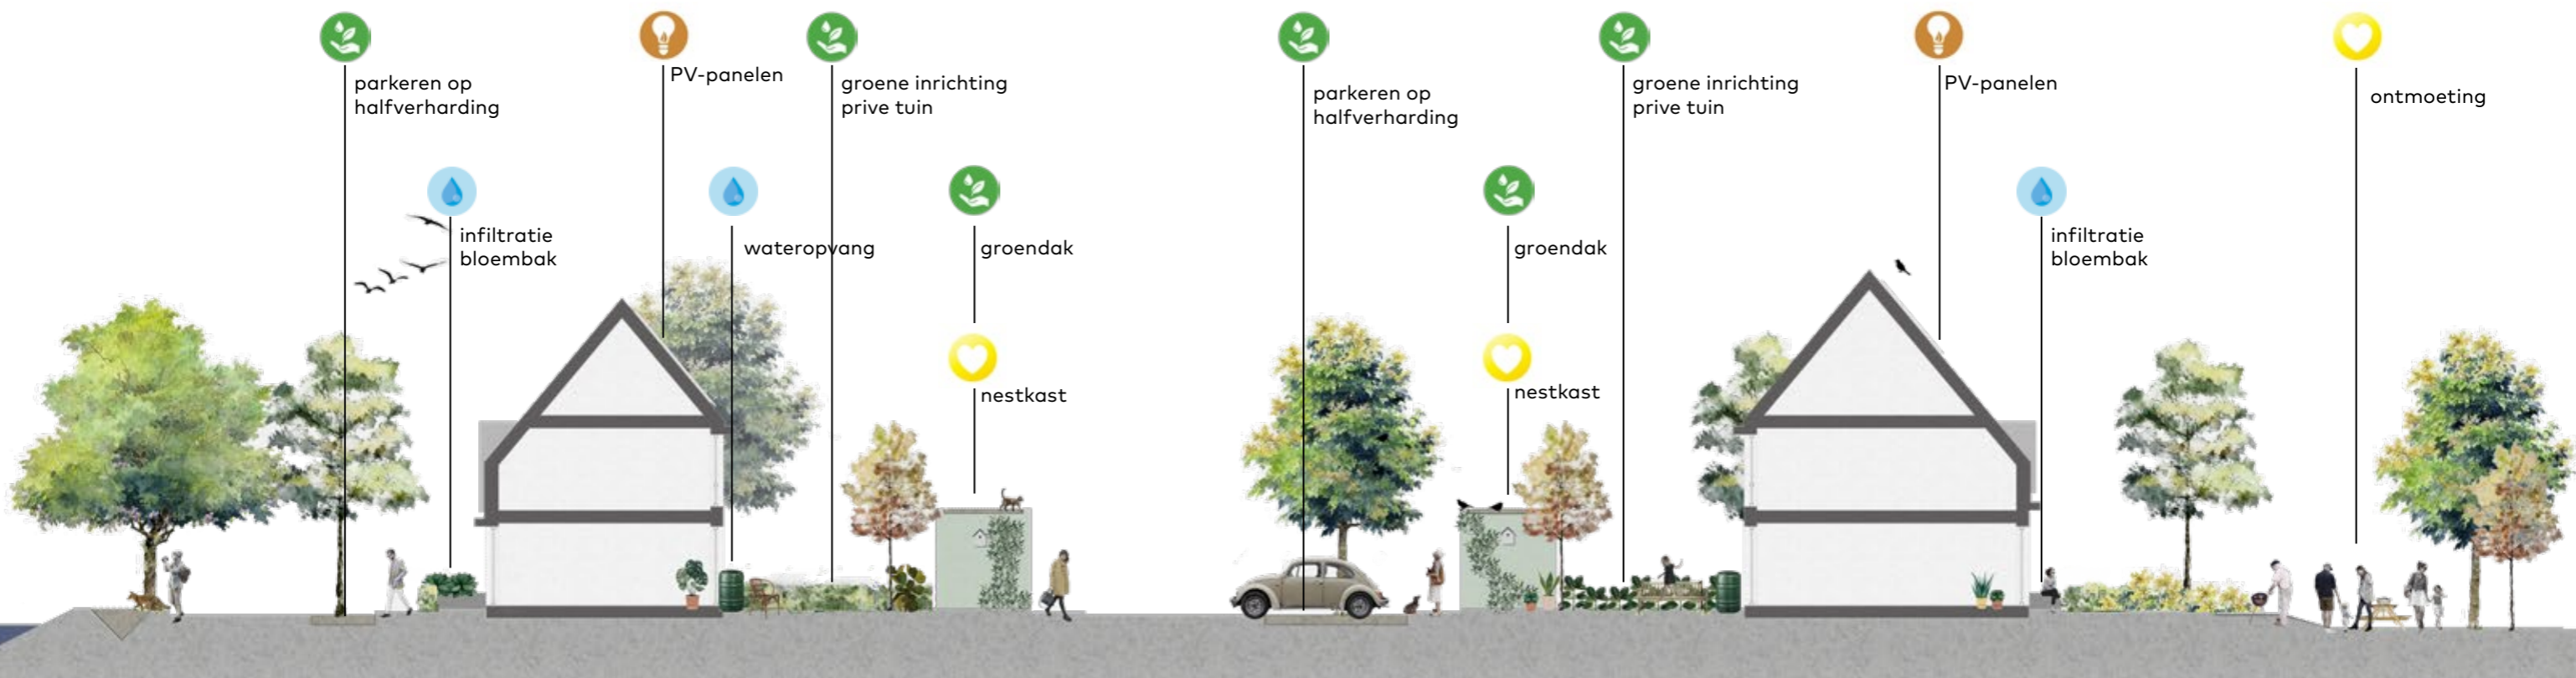 parkeren op
halfverharding
PV-panelen
groene inrichting
prive tuin
parkeren op
halfverharding
groene inrichting
prive tuin
PV-panelen
ontmoeting
infiltratie
bloembak
wateropvang
groendak
groendak
infiltratie
bloembak
nestkast
nestkast